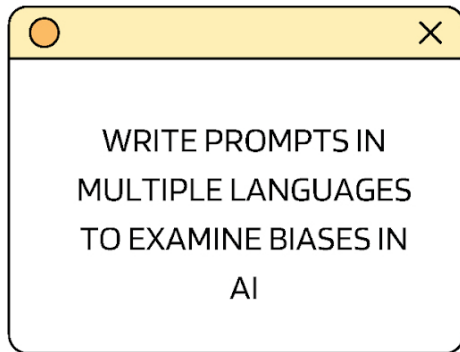 WRITE PROMPTS IN
MULTIPLE LANGUAGES
TO EXAMINE BIASES IN
AI